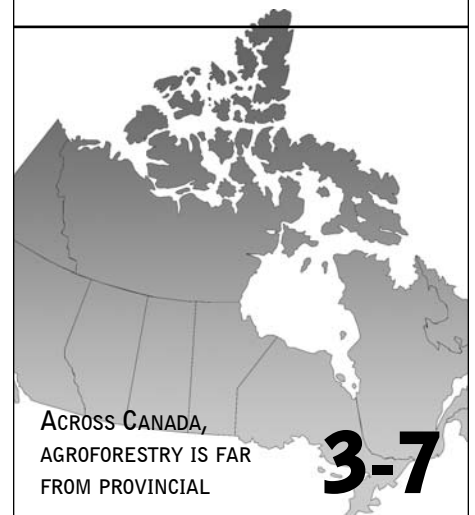 ACROSS CANADA,
AGROFORESTRY IS FAR
FROM PROVINCIAL
3-7